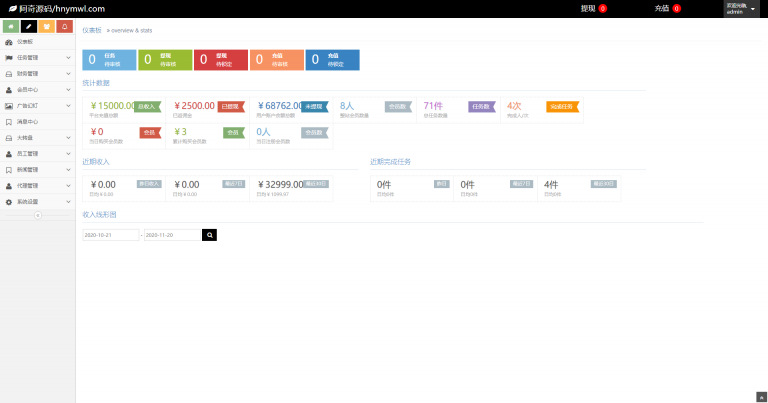 阿奇源码/hnymwl.com
提现 0
充值 0
欢迎光临,
admin
仪表板
任务管理
财务管理
会员中心
广告幻灯
消息中心
大转盘
员工管理
新闻管理
代理管理
系统设置
仪表板 » overview & stats
0 任务 待审核
0 提现 待审核
0 提现 待锁定
0 充值 待审核
0 充值 待锁定
统计数据
¥15000.00 总收入
平台充值总额
¥2500.00 已提现
已提现金
¥68762.00 未提现
用户账户余额总额
8人 会员数
整站会员数量
71件 任务数
总任务数量
4次 完成任务
完成人/次
¥0 会员
当日购买会员数
¥3 会员
累计购买会员数
0人 会员数
当日注册会员数
近期收入
¥0.00 昨日收入
日均¥0.00
¥0.00 最近7日
日均¥0.00
¥32999.00 最近30日
近期完成任务
0件 昨日
日均0件
0件 最近7日
日均0件
4件 最近30日
日均0件
收入线形图
2020-10-21 - 2020-11-20